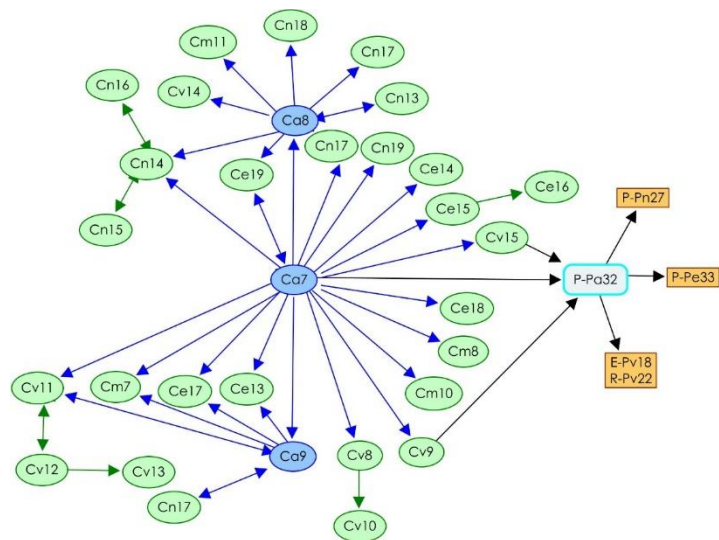 Cn18
Cm11
Cn17
Cn16
Cv14
Cn13
Ca8
Cn17
Cn19
Cn14
Ce19
Ce14
Ce16
Ce15
P-Pn27
Cn15
Cv15
Ca7
P-Pa32
P-Pe33
Ce18
Cm8
E-Pv18
R-Pv22
Cv11
Cm7
Ce17
Ce13
Cm10
Cv12
Cv13
Ca9
Cv8
Cv9
Cn17
Cv10